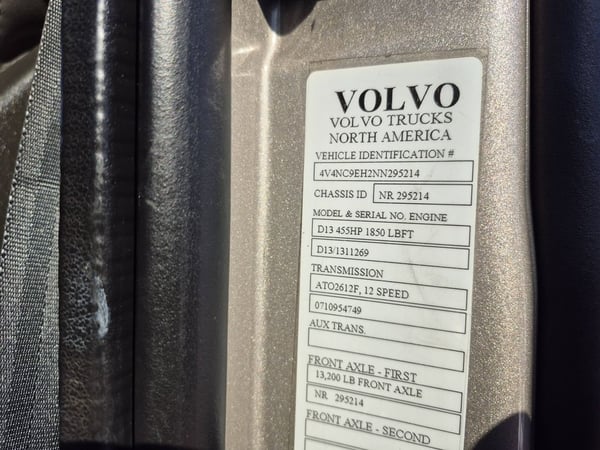 VOLVO
VOLVO TRUCKS
NORTH AMERICA
VEHICLE IDENTIFICATION #
4V4NC9EH2NN295214
CHASSIS ID NR 295214
MODEL & SERIAL NO. ENGINE
D13 455HP 1850 LBFT
D13/1311269
TRANSMISSION
ATO2612F, 12 SPEED
0710954749
AUX TRANS.
FRONT AXLE - FIRST
13,200 LB FRONT AXLE
NR 295214
FRONT AXLE - SECOND